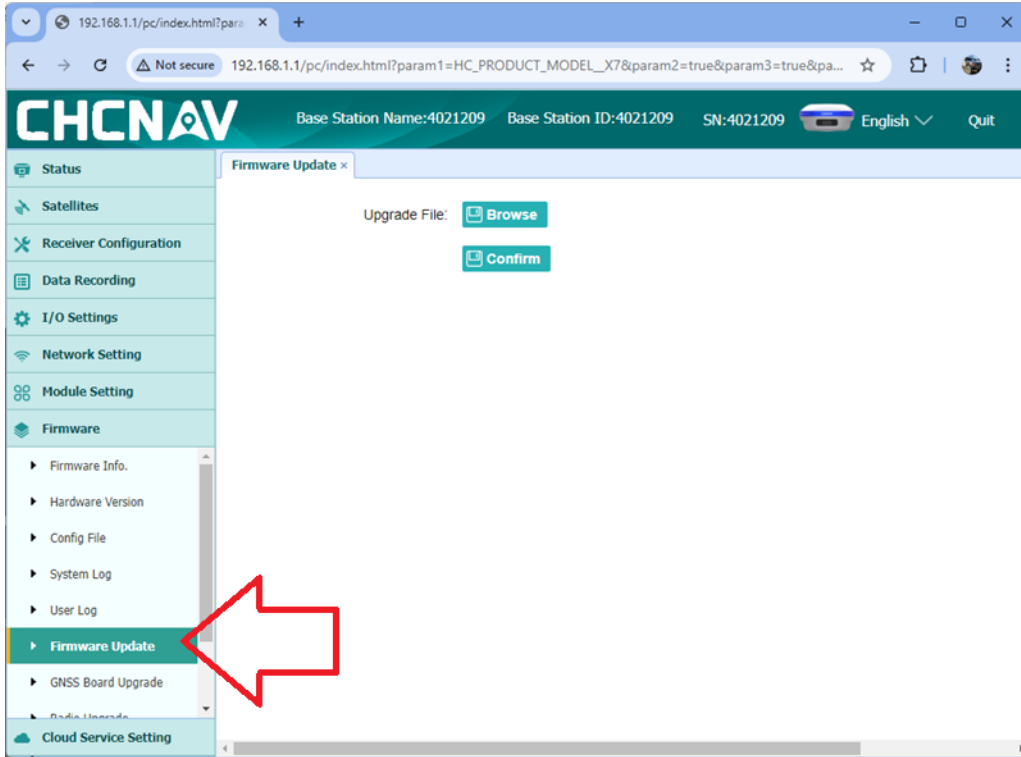 192.168.1.1/pc/index.html?para
Not secure 192.168.1.1/pc/index.html?param1=HC_PRODUCT_MODEL__X7&param2=true&param3=true&pa...
CHCNAV Base Station Name:4021209 Base Station ID:4021209 SN:4021209 English Quit
Status
Firmware Update ×
Satellites
Receiver Configuration
Data Recording
I/O Settings
Network Setting
Module Setting
Firmware
Firmware Info.
Hardware Version
Config File
System Log
User Log
Firmware Update
GNSS Board Upgrade
Radio Upgrade
Cloud Service Setting
Upgrade File:
Browse
Confirm